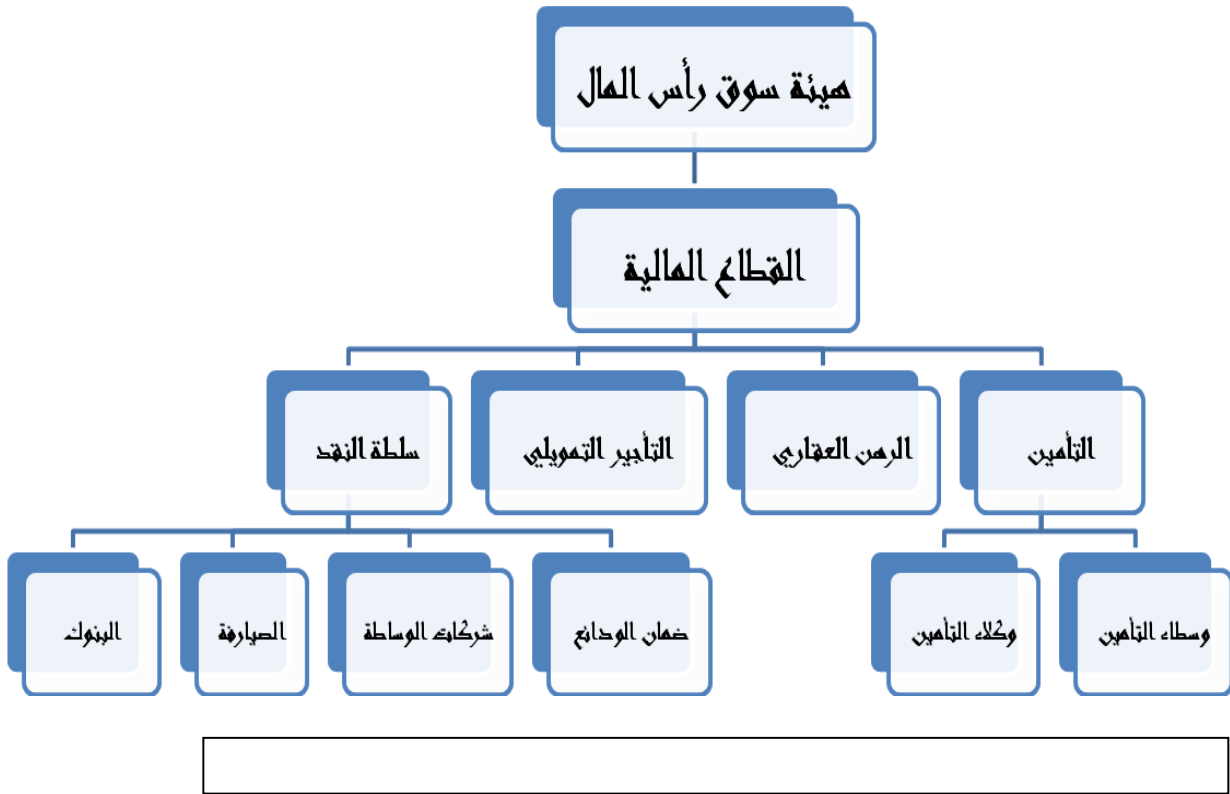 هيئة سوق رأس المال
القطاع المالية
التأمين
الرهن العقاري
التأجير التمويلي
سلطة النقد
وسطاء التأمين
وكلاء التأمين
ضمان الودائع
شركات الوساطة
الصيارفة
البنوك